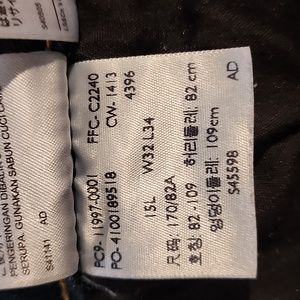 PC9- 11997-0001 FFC- C2240
PO- 4100189518 CW- 1413
4396
15L W32 L34
尺码: 170/82A 허리둘레: 82 cm
호칭: 82 -109 엉덩이둘레: 109cm
S45598 AD
PENGERINGAN DIBALIK
SERUPA. GUNAKAN SABUN CUCI
S41141 AD